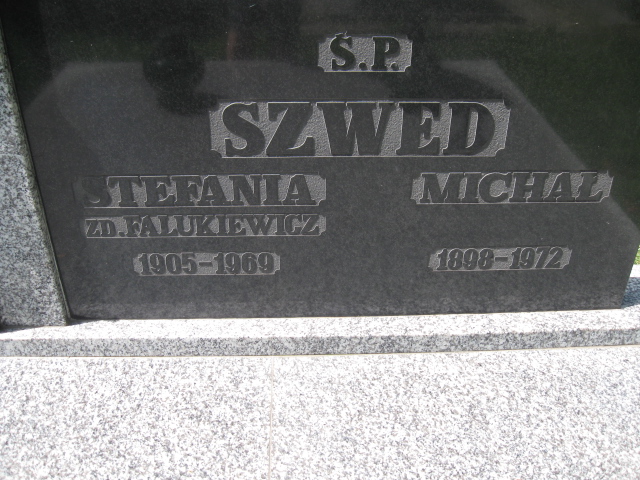 Ś.P.
SZWED
STEFANIA
ZD. FALUKIEWICZ
1905-1969
MICHAŁ
1898-1972